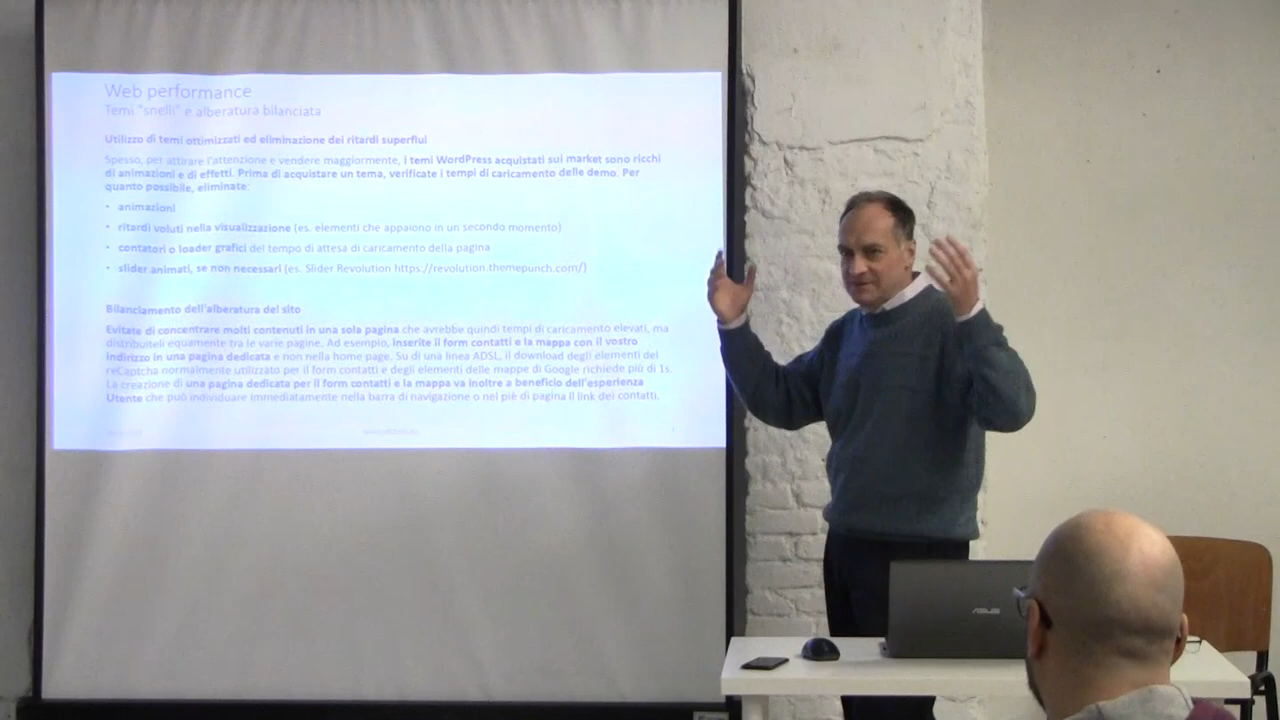 Web performance
Temi "snelli" e alberatura bilanciata
Utilizzo di temi ottimizzati ed eliminazione dei ritardi superflui
Spesso, per attirare l'attenzione e vendere maggiormente, i temi WordPress acquistati sui market sono ricchi
di animazioni e di effetti. Prima di acquistare un tema, verificate i tempi di caricamento delle demo. Per
quanto possibile, eliminate:
• animazioni
• ritardi voluti nella visualizzazione (es. elementi che appaiono in un secondo momento)
• contatori o loader grafici del tempo di attesa di caricamento della pagina
• slider animati, se non necessari (es. Slider Revolution https://revolution.themepunch.com/)
Bilanciamento dell'alberatura del sito
Evitate di concentrare molti contenuti in una sola pagina che avrebbe quindi tempi di caricamento elevati, ma
distribuiteli equamente tra le varie pagine. Ad esempio, inserite il form contatti e la mappa con il vostro
indirizzo in una pagina dedicata e non nella home page. Su di una linea ADSL, il download degli elementi del
reCaptcha normalmente utilizzato per il form contatti e degli elementi delle mappe di Google richiede più di 1s.
La creazione di una pagina dedicata per il form contatti e la mappa va inoltre a beneficio dell'esperienza
Utente che può individuare immediatamente nella barra di navigazione o nel piè di pagina il link dei contatti.
ASUS